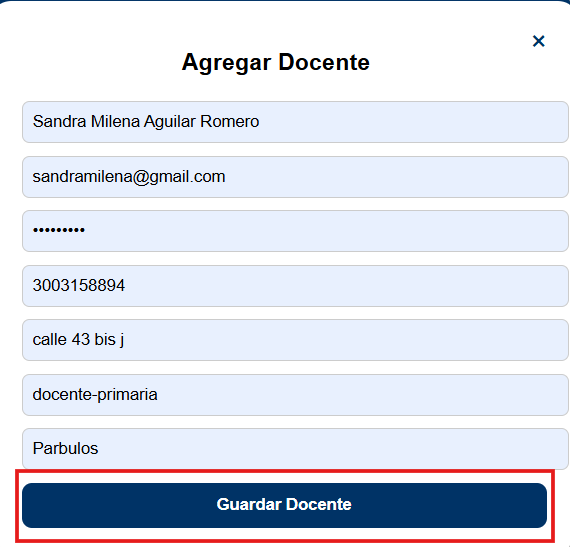 ×
Agregar Docente
Sandra Milena Aguilar Romero
sandramilena@gmail.com
•••••••••
3003158894
calle 43 bis j
docente-primaria
Parbulos
Guardar Docente